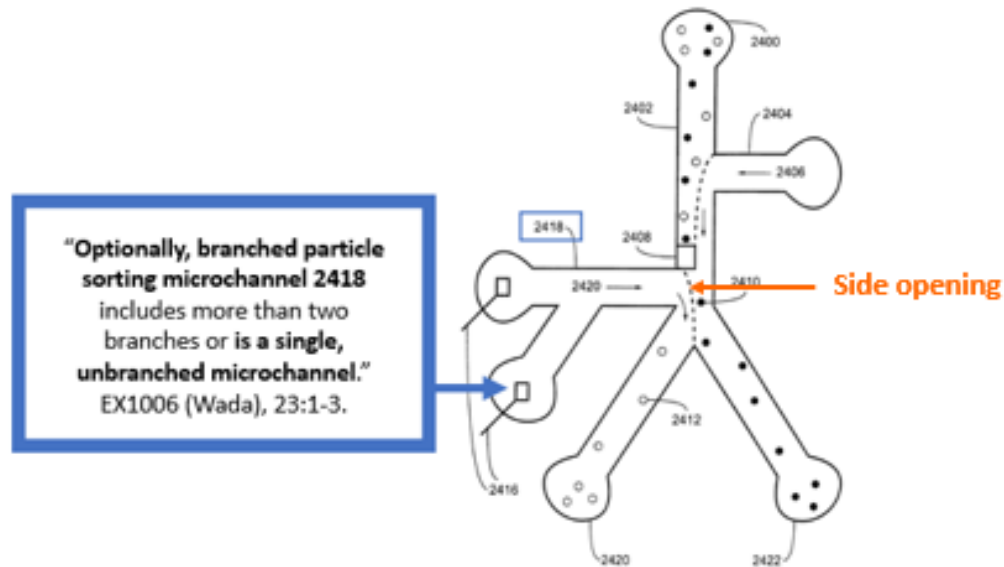 2400
2402
2404
2406
"Optionally, branched particle
sorting microchannel 2418
includes more than two
branches or is a single,
unbranched microchannel."
EX1006 (Wada), 23:1-3.
2418
2408
2420
2410
Side opening
2412
2416
2420
2422